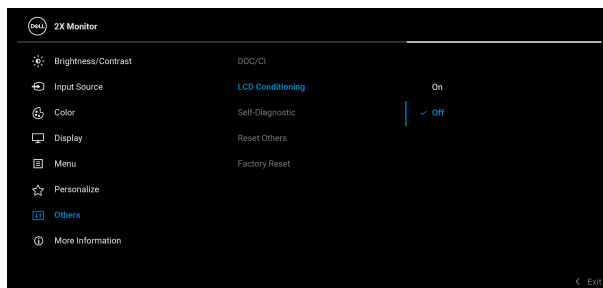 DELL 2X Monitor
Brightness/Contrast DDC/CI
Input Source LCD Conditioning On
Color Self-Diagnostic Off
Display Reset Others
Menu Factory Reset
Personalize
Others
More Information
Exit